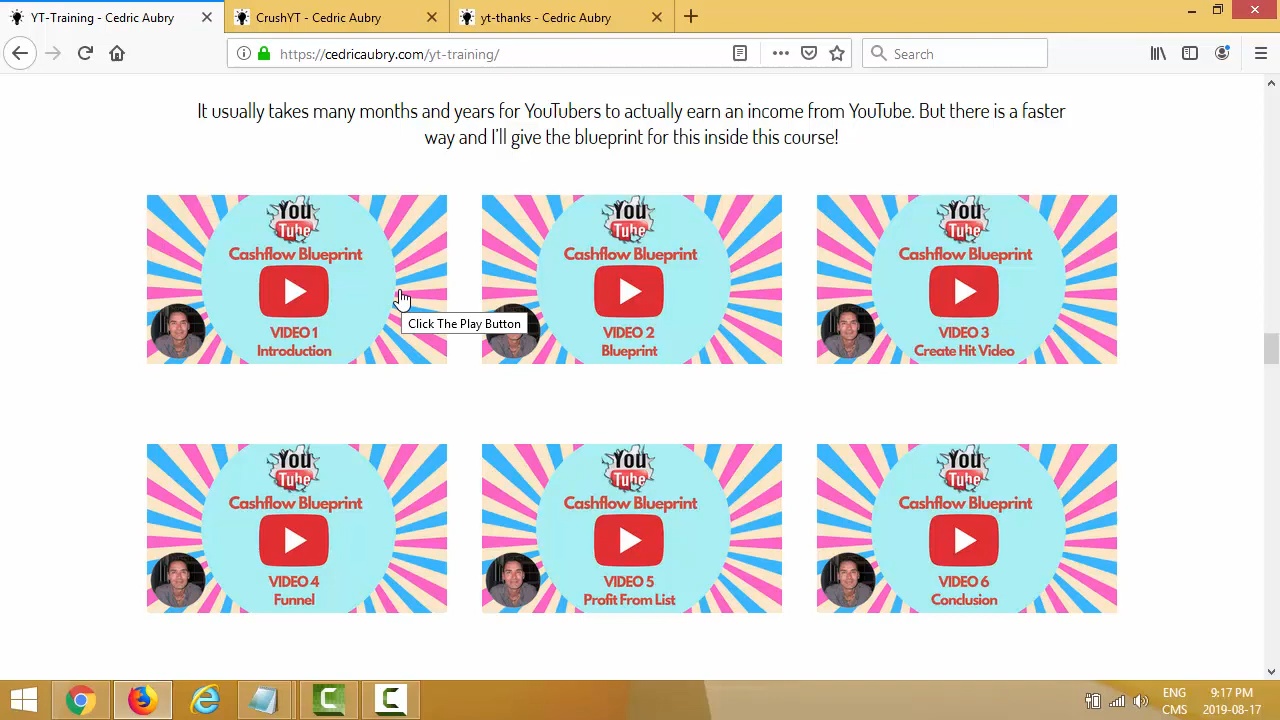 YT-Training - Cedric Aubry
CrushYT - Cedric Aubry
yt-thanks - Cedric Aubry
https://cedricaubry.com/yt-training/
Search
It usually takes many months and years for YouTubers to actually earn an income from YouTube. But there is a faster
way and I'll give the blueprint for this inside this course!
You
Tube
Cashflow Blueprint
VIDEO 1
Introduction
You
Tube
Cashflow Blueprint
VIDEO 2
Blueprint
You
Tube
Cashflow Blueprint
VIDEO 3
Create Hit Video
Click The Play Button
You
Tube
Cashflow Blueprint
VIDEO 4
Funnel
You
Tube
Cashflow Blueprint
VIDEO 5
Profit From List
You
Tube
Cashflow Blueprint
VIDEO 6
Conclusion
ENG
CMS
9:17 PM
2019-08-17